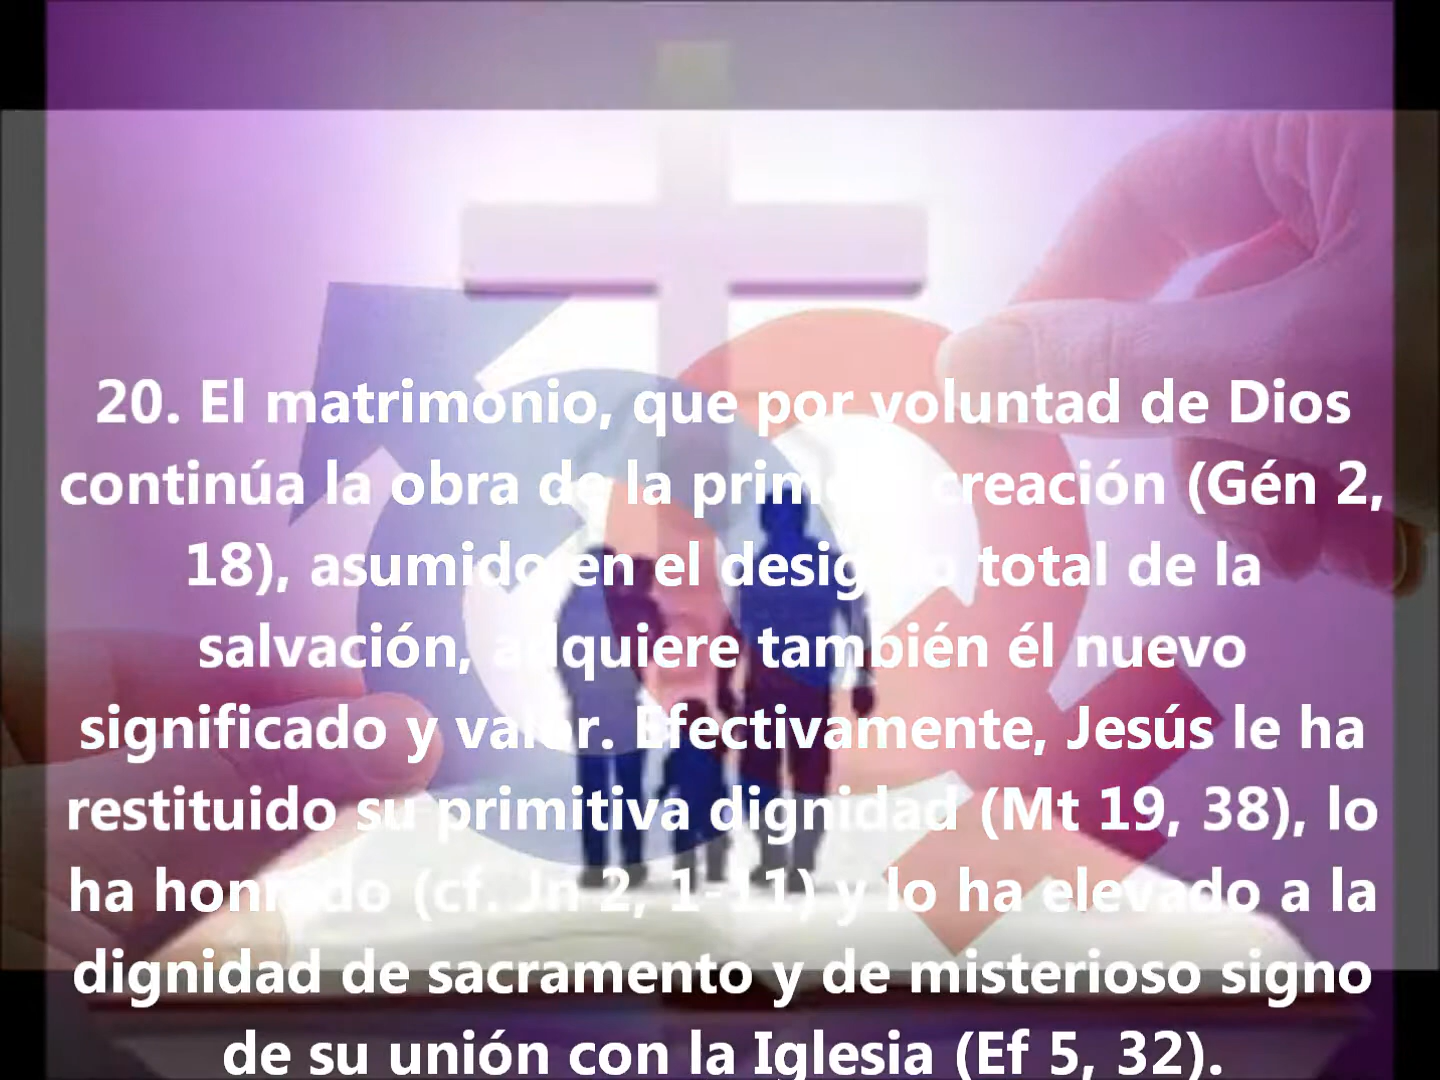 20. El matrimonio, que por voluntad de Dios
continúa la obra de la primera creación (Gén 2,
18), asumido en el designio total de la
salvación, adquiere también él nuevo
significado y valor. Efectivamente, Jesús le ha
restituido su primitiva dignidad (Mt 19, 38), lo
ha honrado (cf. Jn 2, 1-11) y lo ha elevado a la
dignidad de sacramento y de misterioso signo
de su unión con la Iglesia (Ef 5, 32).